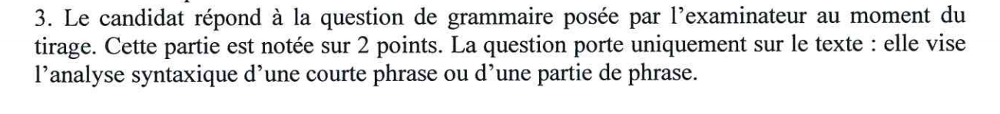 3. Le candidat répond à la question de grammaire posée par l’examinateur au moment du
tirage. Cette partie est notée sur 2 points. La question porte uniquement sur le texte : elle vise
l’analyse syntaxique d’une courte phrase ou d’une partie de phrase.